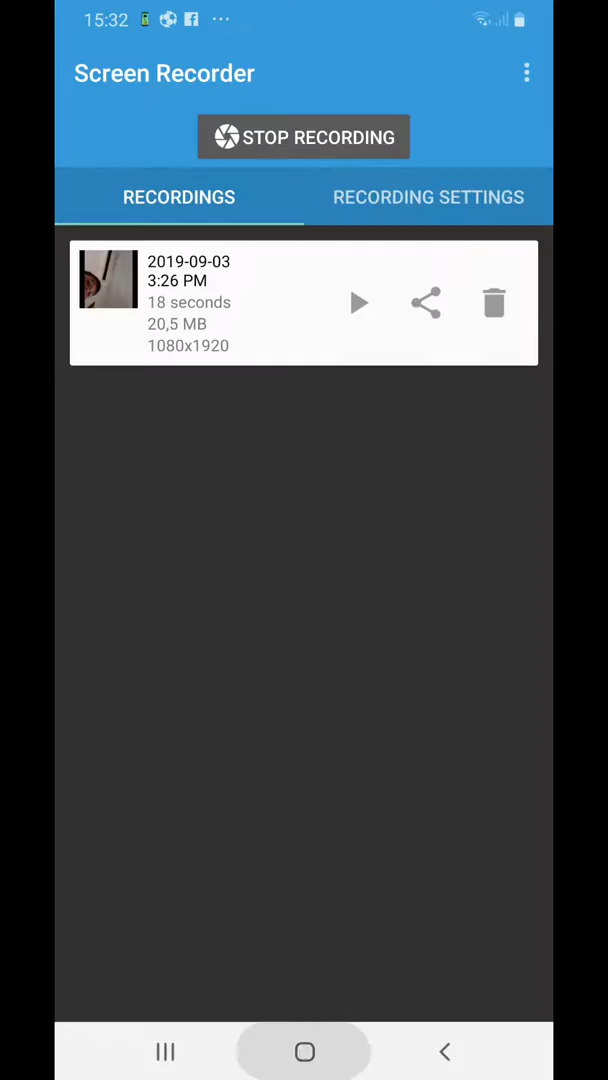 15:32
Screen Recorder
STOP RECORDING
RECORDINGS
RECORDING SETTINGS
2019-09-03
3:26 PM
18 seconds
20,5 MB
1080x1920